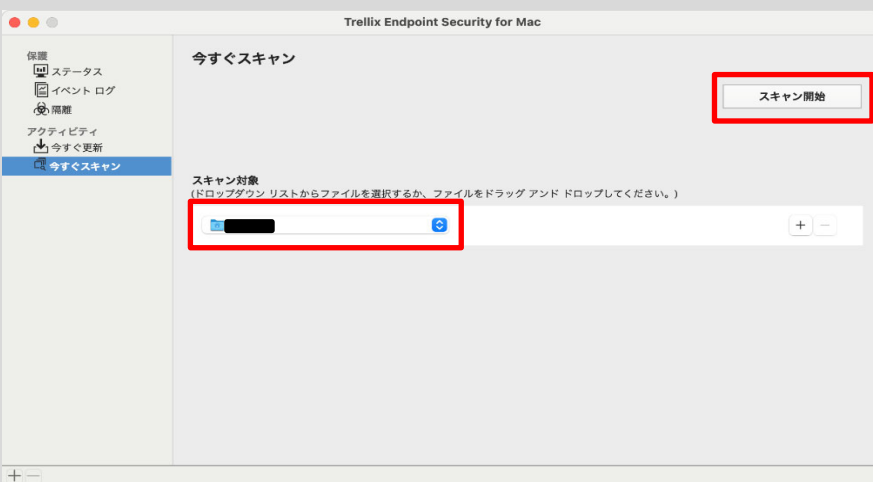 Trellix Endpoint Security for Mac
保護
ステータス
イベント ログ
隔離
アクティビティ
今すぐ更新
今すぐスキャン
今すぐスキャン
スキャン開始
スキャン対象
(ドロップダウン リストからファイルを選択するか、ファイルをドラッグ アンド ドロップしてください。)